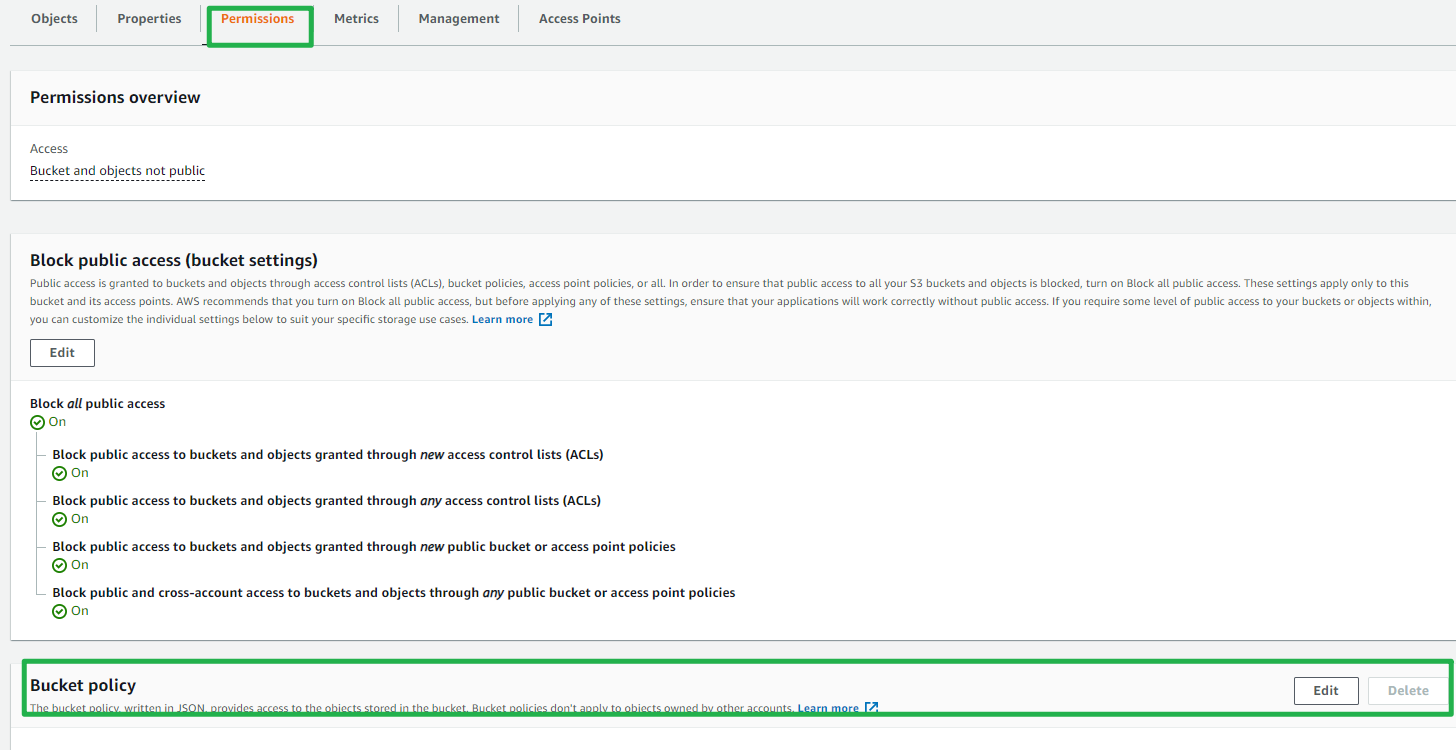 Objects Properties Permissions Metrics Management Access Points
Permissions overview
Access
Bucket and objects not public
Block public access (bucket settings)
Public access is granted to buckets and objects through access control lists (ACLs), bucket policies, access point policies, or all. In order to ensure that public access to all your S3 buckets and objects is blocked, turn on Block all public access. These settings apply only to this
bucket and its access points. AWS recommends that you turn on Block all public access, but before applying any of these settings, ensure that your applications will work correctly without public access. If you require some level of public access to your buckets or objects within,
you can customize the individual settings below to suit your specific storage use cases. Learn more
Edit
Block all public access
On
Block public access to buckets and objects granted through new access control lists (ACLs)
On
Block public access to buckets and objects granted through any access control lists (ACLs)
On
Block public access to buckets and objects granted through new public bucket or access point policies
On
Block public and cross-account access to buckets and objects through any public bucket or access point policies
On
Bucket policy
Edit Delete
The bucket policy, written in JSON, provides access to the objects stored in the bucket. Bucket policies don't apply to objects owned by other accounts. Learn more